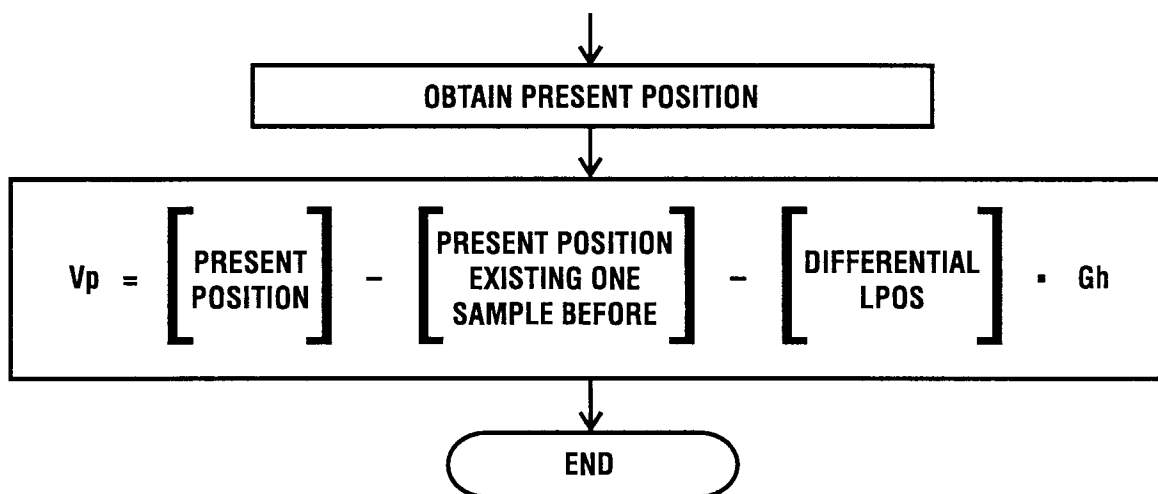 OBTAIN PRESENT POSITION
Vp = [PRESENT POSITION] - [PRESENT POSITION EXISTING ONE SAMPLE BEFORE] - [DIFFERENTIAL LPOS] ▪ Gh
END